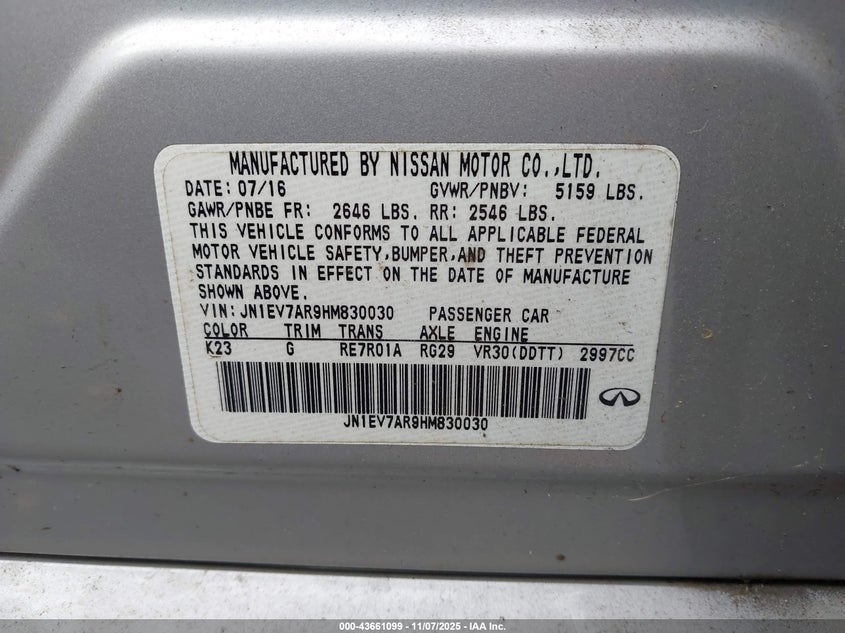 MANUFACTURED BY NISSAN MOTOR CO.,LTD.
DATE: 07/16 GVWR/PNBV: 5159 LBS.
GAWR/PNBE FR: 2646 LBS. RR: 2546 LBS.
THIS VEHICLE CONFORMS TO ALL APPLICABLE FEDERAL
MOTOR VEHICLE SAFETY,BUMPER,AND THEFT PREVENTION
STANDARDS IN EFFECT ON THE DATE OF MANUFACTURE
SHOWN ABOVE.
VIN: JN1EV7AR9HM830030 PASSENGER CAR
COLOR TRIM TRANS AXLE ENGINE
K23 G RE7R01A RG29 VR30(DDTT) 2997CC
JN1EV7AR9HM830030
000-43661099 - 11/07/2025 - IAA Inc.